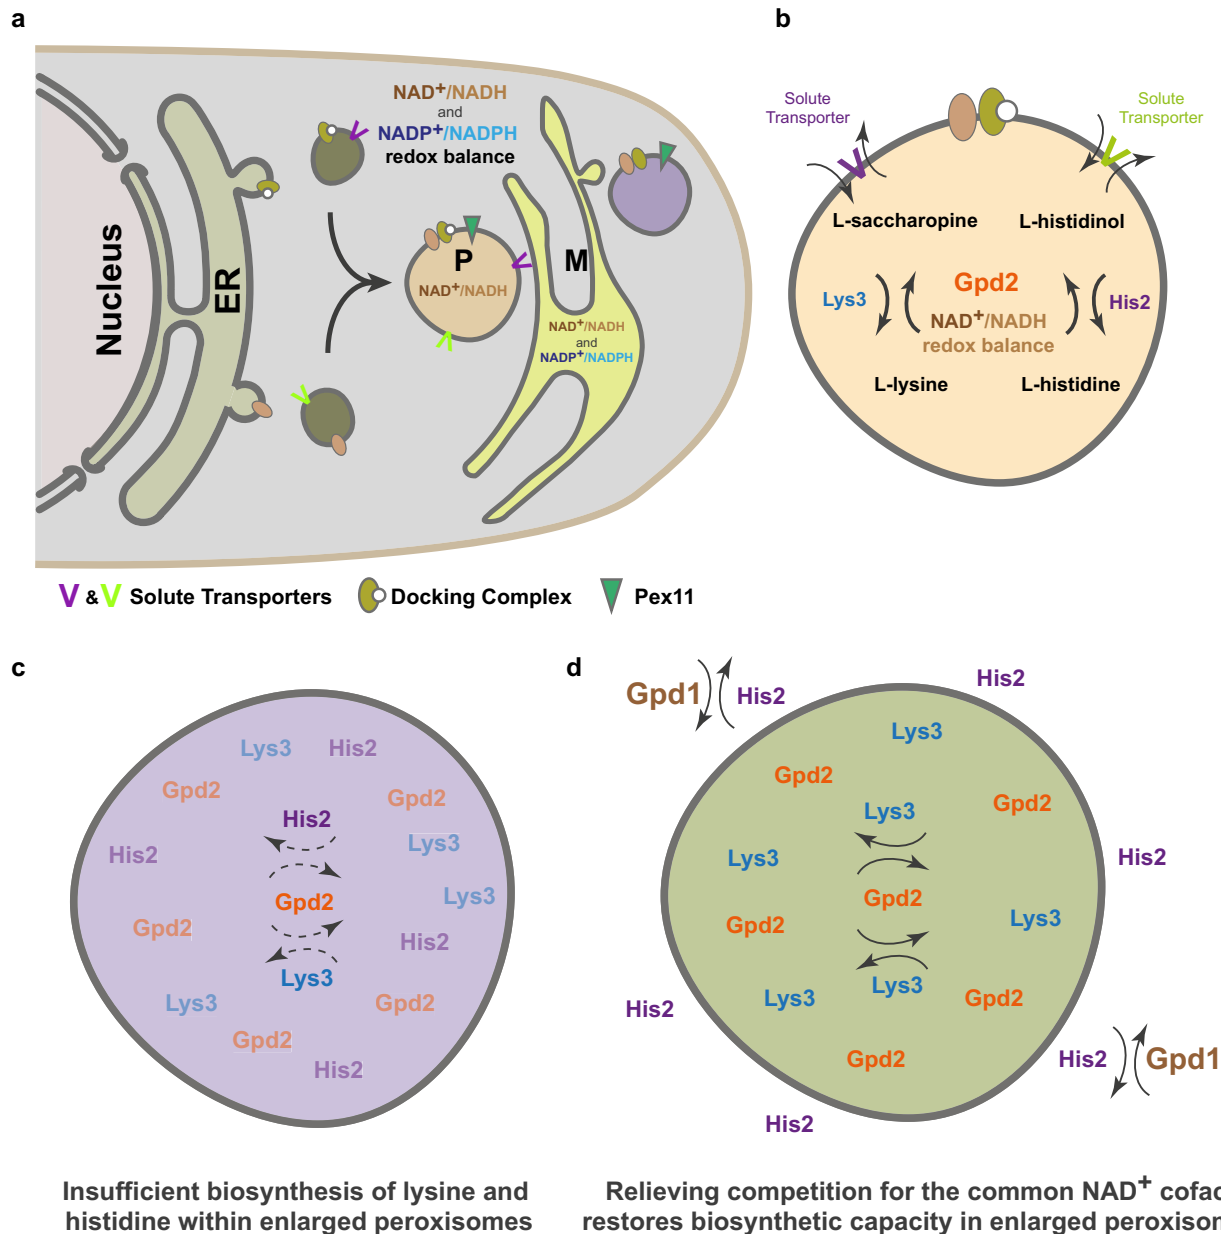 a
NAD+/NADH
and
NADP+/NADPH
redox balance
Nucleus
ER
P
NAD+/NADH
M
NAD+/NADH
and
NADP+/NADPH
V & V Solute Transporters
Docking Complex
Pex11
b
Solute
Transporter
Solute
Transporter
L-saccharopine
L-histidinol
Lys3
Gpd2
His2
NAD+/NADH
redox balance
L-lysine
L-histidine
c
Lys3
His2
Gpd2
Gpd2
His2
Lys3
His2
Lys3
Gpd2
Gpd2
His2
Lys3
Lys3
Gpd2
Gpd2
His2
Insufficient biosynthesis of lysine and
histidine within enlarged peroxisomes
d
Gpd1
His2
His2
Lys3
Gpd2
Gpd2
Lys3
Lys3
His2
Gpd2
Gpd2
Lys3
Lys3
Lys3
Gpd2
His2
Gpd2
His2
Gpd1
His2
Relieving competition for the common NAD+ cofac
restores biosynthetic capacity in enlarged peroxison